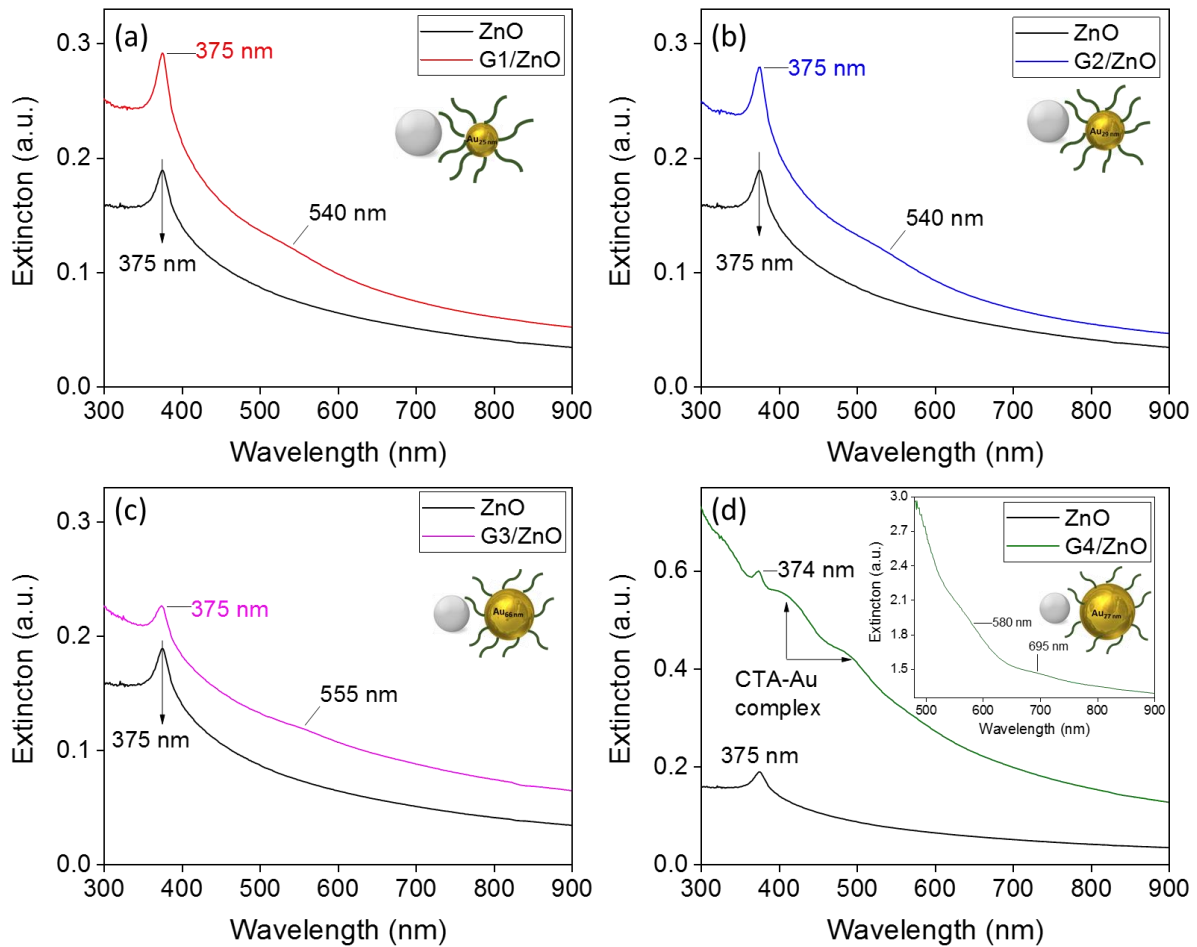 (a)
ZnO
G1/ZnO
375 nm
Au25 nm
540 nm
375 nm
0.3
0.2
0.1
0.0
Extincton (a.u.)
300 400 500 600 700 800 900
Wavelength (nm)
(b)
ZnO
G2/ZnO
375 nm
540 nm
375 nm
0.3
0.2
0.1
0.0
Extincton (a.u.)
300 400 500 600 700 800 900
Wavelength (nm)
(c)
ZnO
G3/ZnO
375 nm
Au66 nm
555 nm
375 nm
0.3
0.2
0.1
0.0
Extincton (a.u.)
300 400 500 600 700 800 900
Wavelength (nm)
(d)
ZnO
G4/ZnO
374 nm
CTA-Au
complex
375 nm
0.6
0.4
0.2
0.0
Extincton (a.u.)
300 400 500 600 700 800 900
Wavelength (nm)
3.0
2.7
2.4
2.1
1.8
1.5
Extincton (a.u.)
Au27 nm
580 nm
695 nm
500 600 700 800 900
Wavelength (nm)